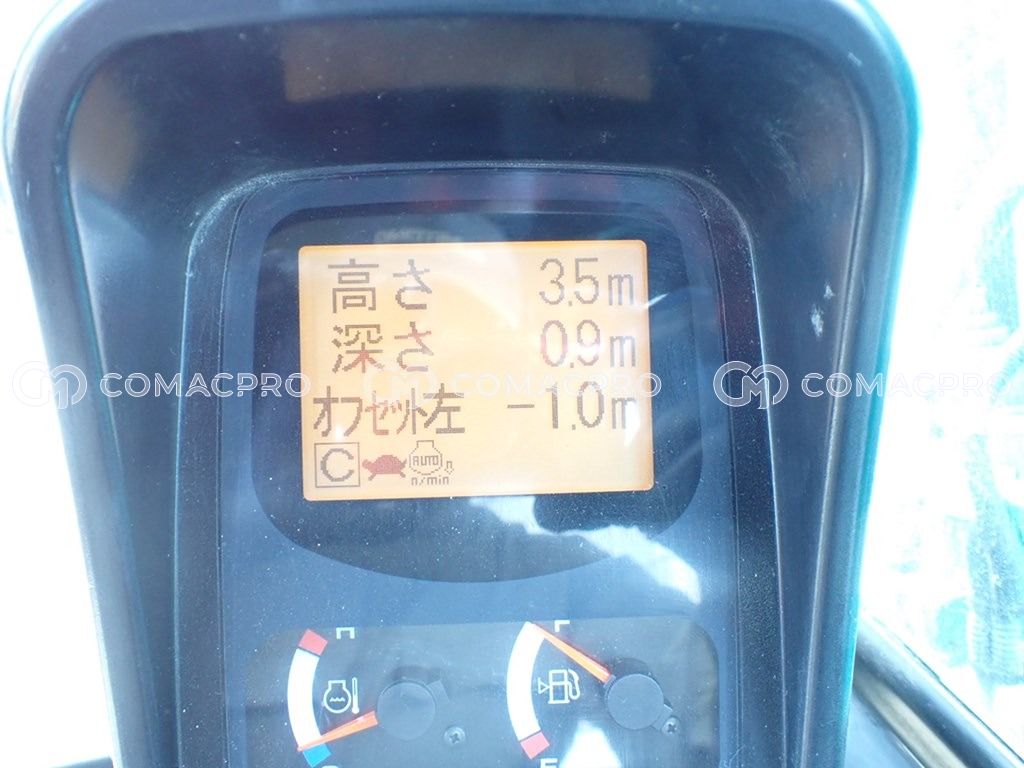 高さ 3.5m
深さ 0.9m
COMACPRO COMACPRO COMACPRO
オフセット左 -1.0m
C AUTO n
n/min
H F
C E